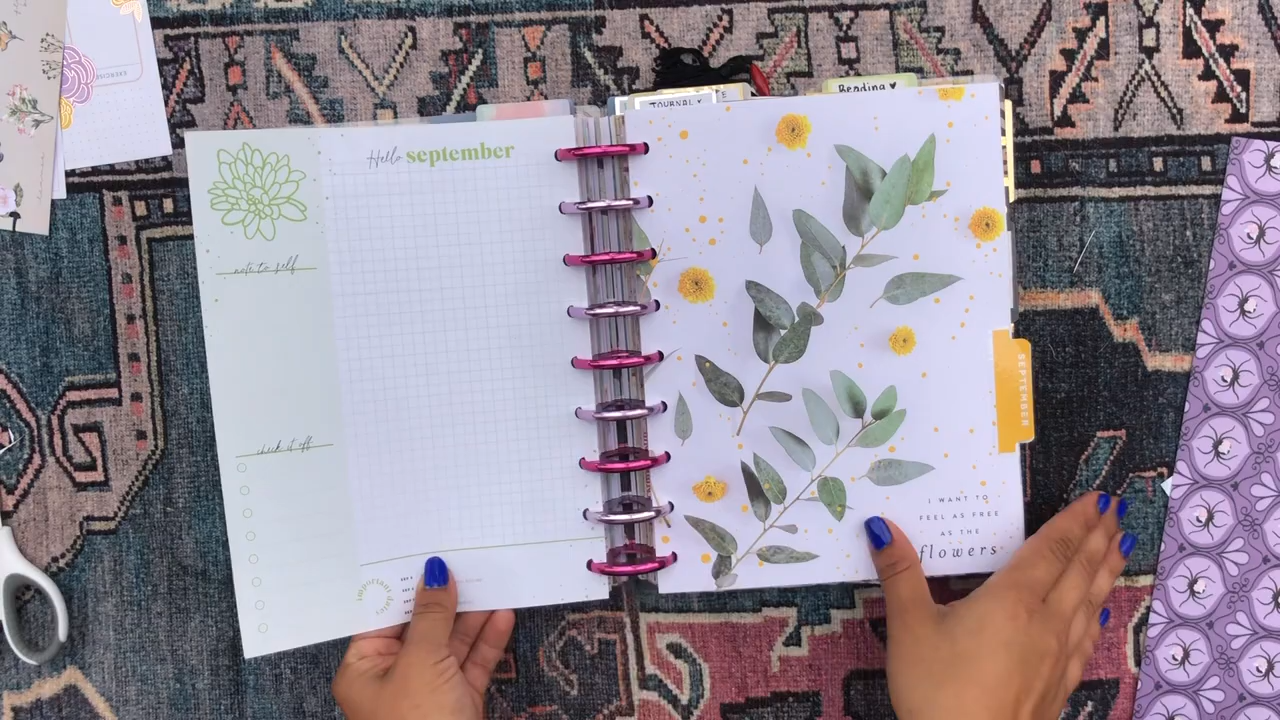 EXERCISE
JOURNAL
Reading ♥
Hello september
note to self
check it off
important dates
SEPTEMBER
I WANT TO
FEEL AS FREE
AS THE
flowers